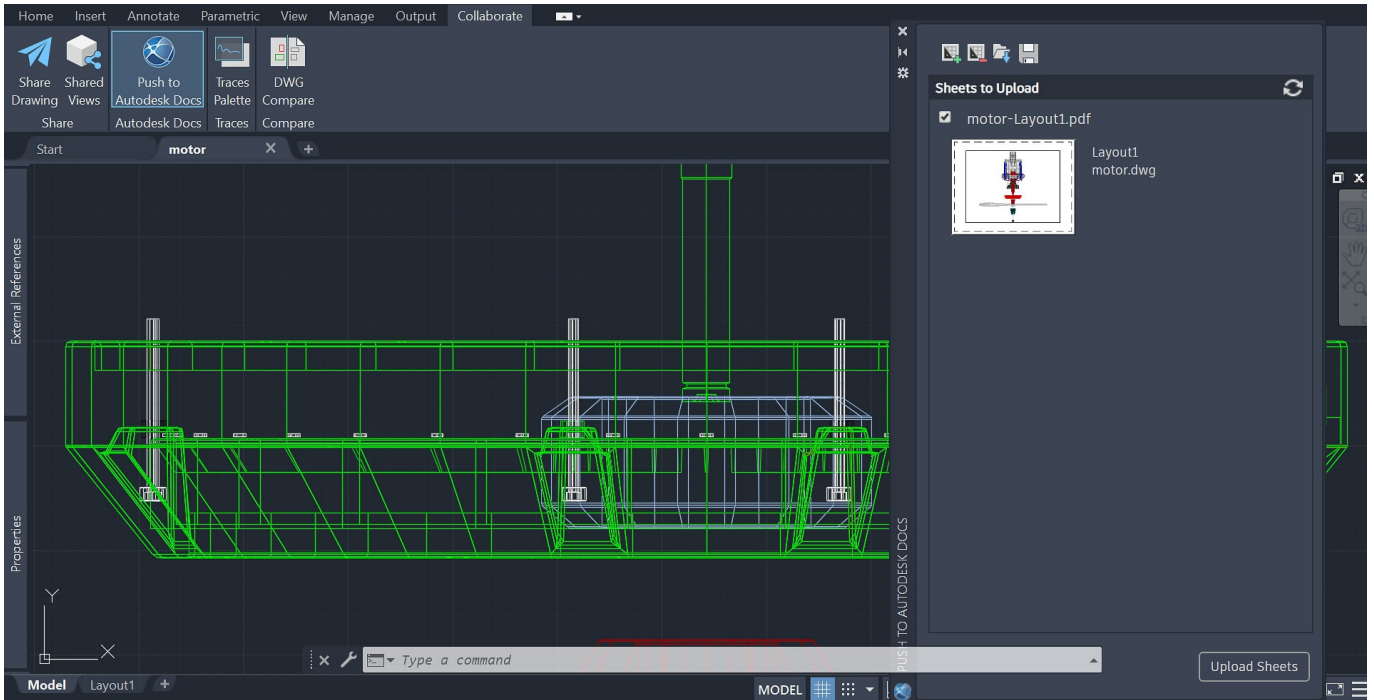 Home Insert Annotate Parametric View Manage Output Collaborate
Share Drawing
Shared Views
Push to Autodesk Docs
Traces Palette
DWG Compare
Share Autodesk Docs Traces Compare
Start motor
External References
Properties
Y
X
Type a command
Model Layout1
MODEL
Sheets to Upload
motor-Layout1.pdf
Layout1
motor.dwg
PUSH TO AUTODESK DOCS
Upload Sheets